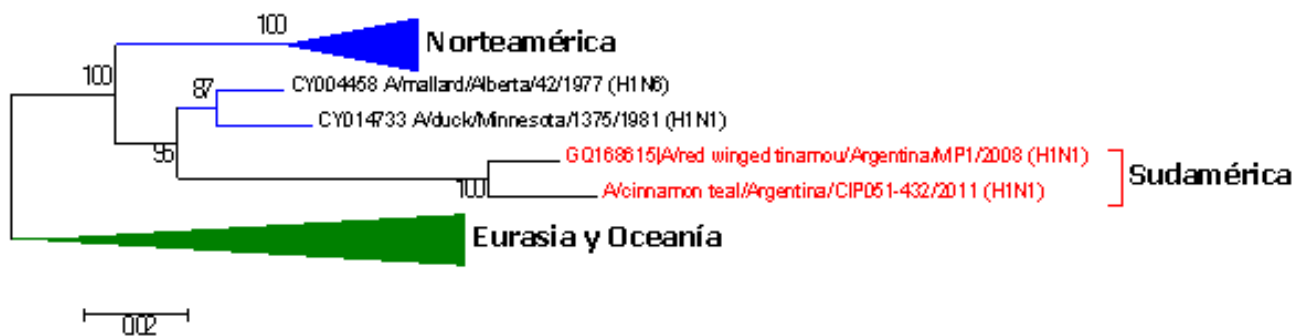 100
Norteamérica
100
CY004458 A/mallard/Alberta/42/1977 (H1N6)
87
CY014733 A/duck/Minnesota/1375/1981 (H1N1)
95
GQ168615|A/red winged tinamou/Argentina/MP1/2008 (H1N1)
Sudamérica
100
A/cinnamon teal/Argentina/CIP051-432/2011 (H1N1)
Eurasia y Oceanía
0.02